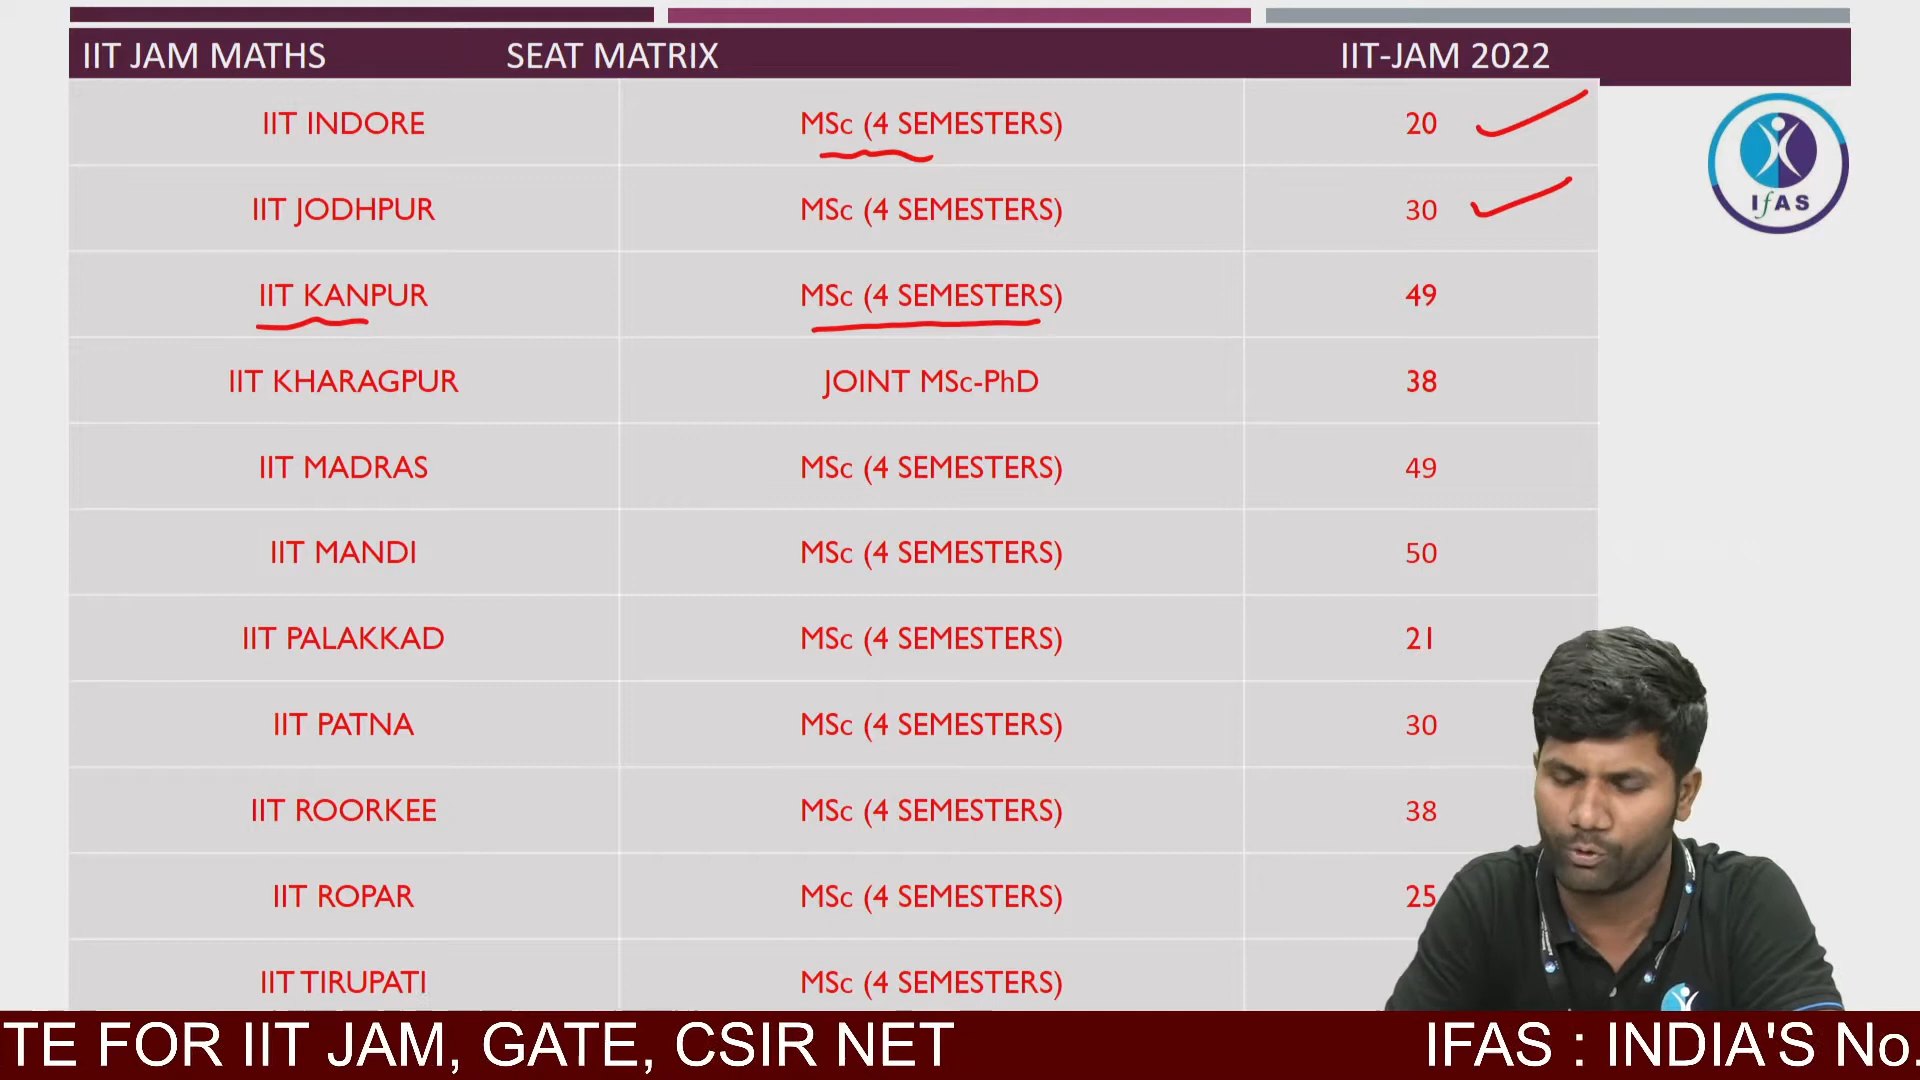 IIT JAM MATHS SEAT MATRIX IIT-JAM 2022
IIT INDORE MSc (4 SEMESTERS) 20
IIT JODHPUR MSc (4 SEMESTERS) 30
IIT KANPUR MSc (4 SEMESTERS) 49
IIT KHARAGPUR JOINT MSc-PhD 38
IIT MADRAS MSc (4 SEMESTERS) 49
IIT MANDI MSc (4 SEMESTERS) 50
IIT PALAKKAD MSc (4 SEMESTERS) 21
IIT PATNA MSc (4 SEMESTERS) 30
IIT ROORKEE MSc (4 SEMESTERS) 38
IIT ROPAR MSc (4 SEMESTERS) 25
IIT TIRUPATI MSc (4 SEMESTERS)
IfAS
TE FOR IIT JAM, GATE, CSIR NET IFAS : INDIA'S No.